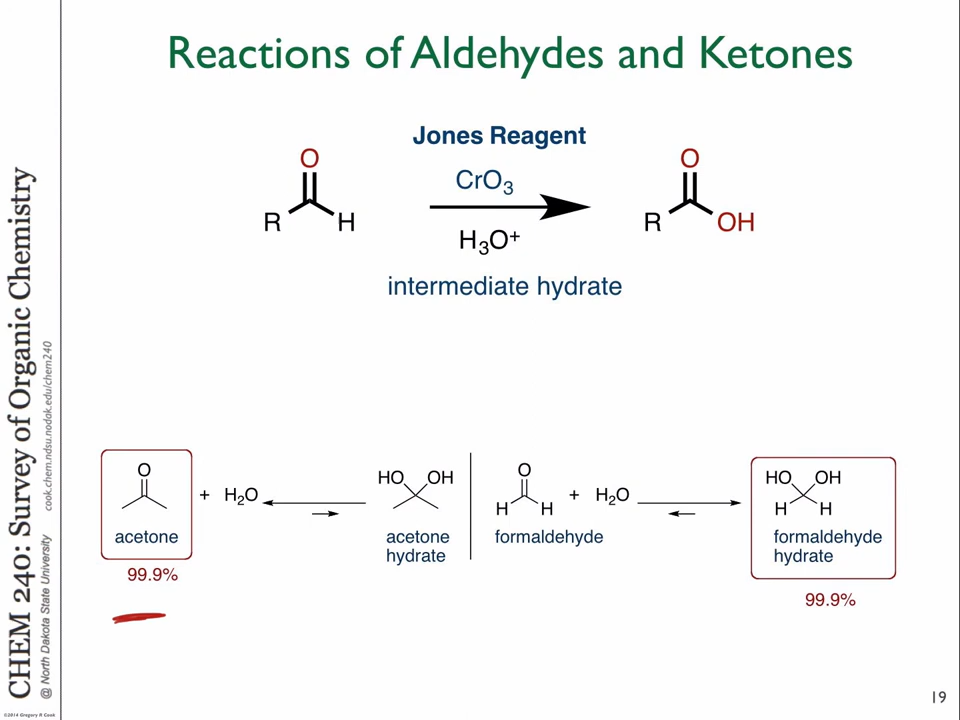 Reactions of Aldehydes and Ketones
Jones Reagent
CrO₃
H₃O⁺
intermediate hydrate
O
R
H
O
R
OH
O
+ H₂O
acetone
99.9%
HO OH
acetone
hydrate
O
H H
+ H₂O
formaldehyde
HO OH
H H
formaldehyde
hydrate
99.9%
19
CHEM 240: Survey of Organic Chemistry
@ North Dakota State University cook.chem.ndsu.nodak.edu/chem240
©2014 Gregory R Cook